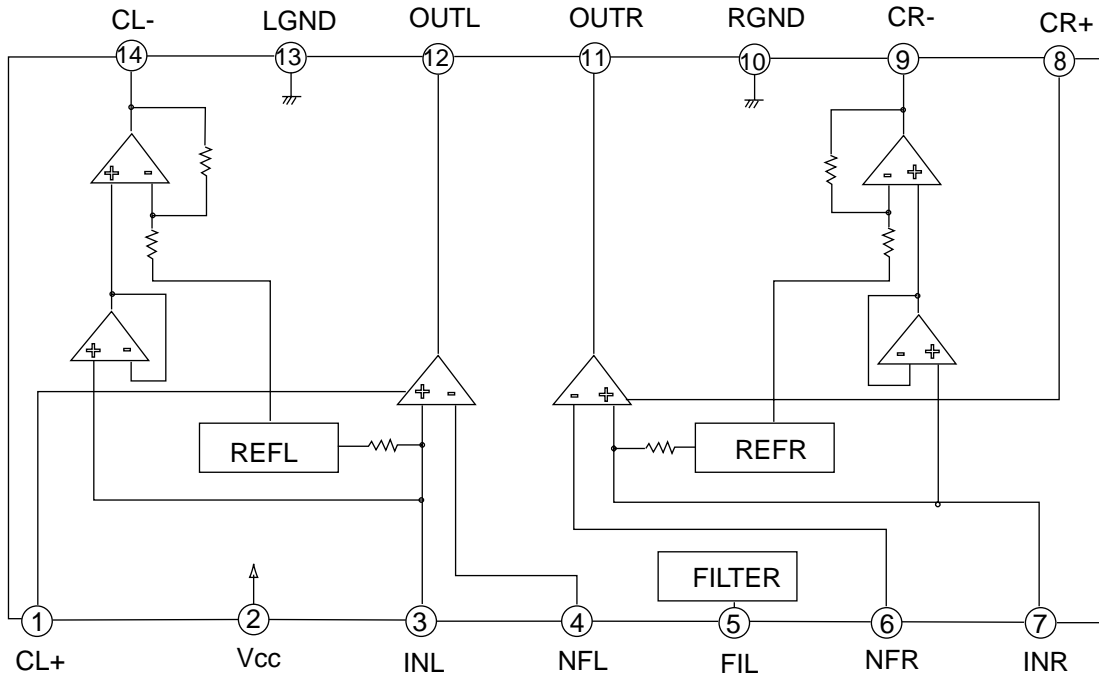 CL- LGND OUTL OUTR RGND CR- CR+
14 13 12 11 10 9 8
+ - - +
+ - - +
+ - - +
REFL REFR
FILTER
1 2 3 4 5 6 7
CL+ Vcc INL NFL FIL NFR INR